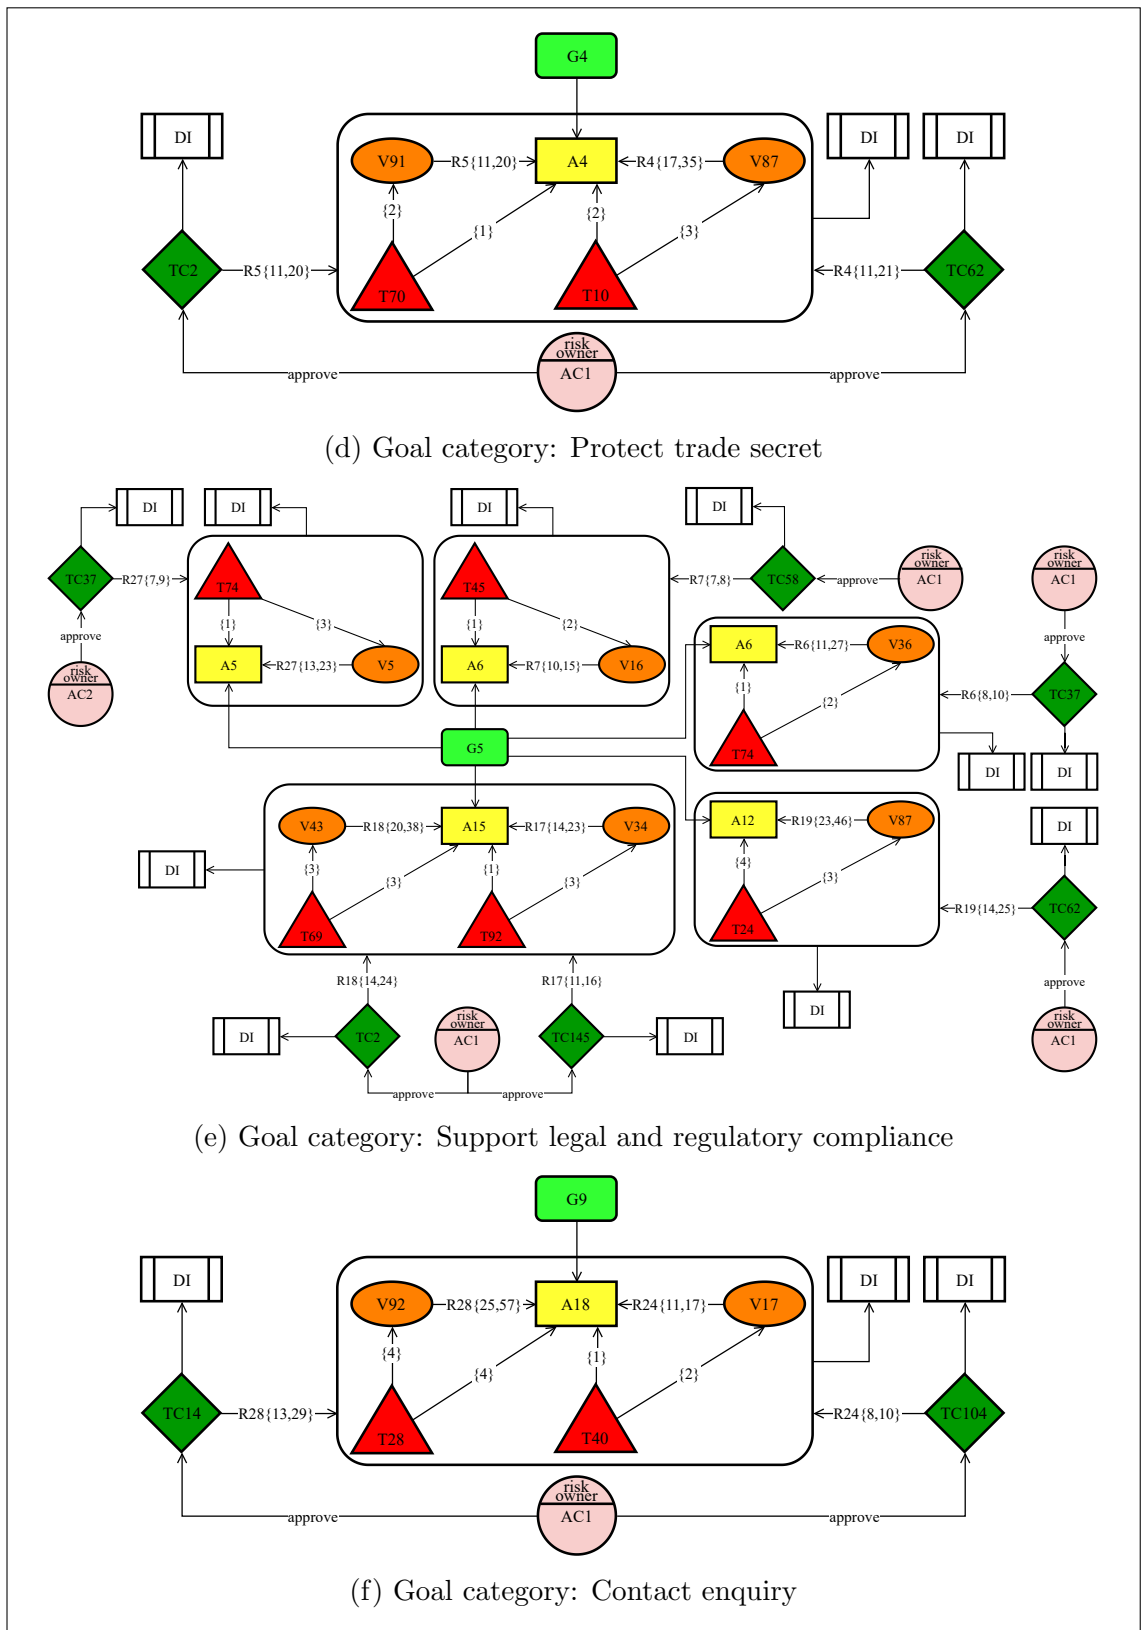 G4
DI
DI
DI
V91
R5{11,20}
A4
R4{17,35}
V87
{2}
{1}
{2}
{3}
TC2
R5{11,20}
T70
T10
R4{11,21}
TC62
risk
owner
AC1
approve
approve
(d) Goal category: Protect trade secret
DI
DI
DI
DI
TC37
R27{7,9}
T74
T45
R7{7,8}
TC58
approve
risk
owner
AC1
risk
owner
AC1
{1}
{3}
{1}
{2}
approve
approve
A5
R27{13,23}
V5
A6
R7{10,15}
V16
A6
R6{11,27}
V36
risk
owner
AC2
{1}
{2}
R6{8,10}
TC37
G5
T74
DI
DI
V43
R18{20,38}
A15
R17{14,23}
V34
A12
R19{23,46}
V87
DI
DI
{3}
{3}
{1}
{3}
{4}
{3}
T69
T92
T24
R19{14,25}
TC62
R18{14,24}
R17{11,16}
approve
DI
DI
TC2
risk
owner
AC1
TC145
DI
risk
owner
AC1
approve
approve
(e) Goal category: Support legal and regulatory compliance
G9
DI
DI
DI
V92
R28{25,57}
A18
R24{11,17}
V17
{4}
{4}
{1}
{2}
TC14
R28{13,29}
T28
T40
R24{8,10}
TC104
risk
owner
AC1
approve
approve
(f) Goal category: Contact enquiry